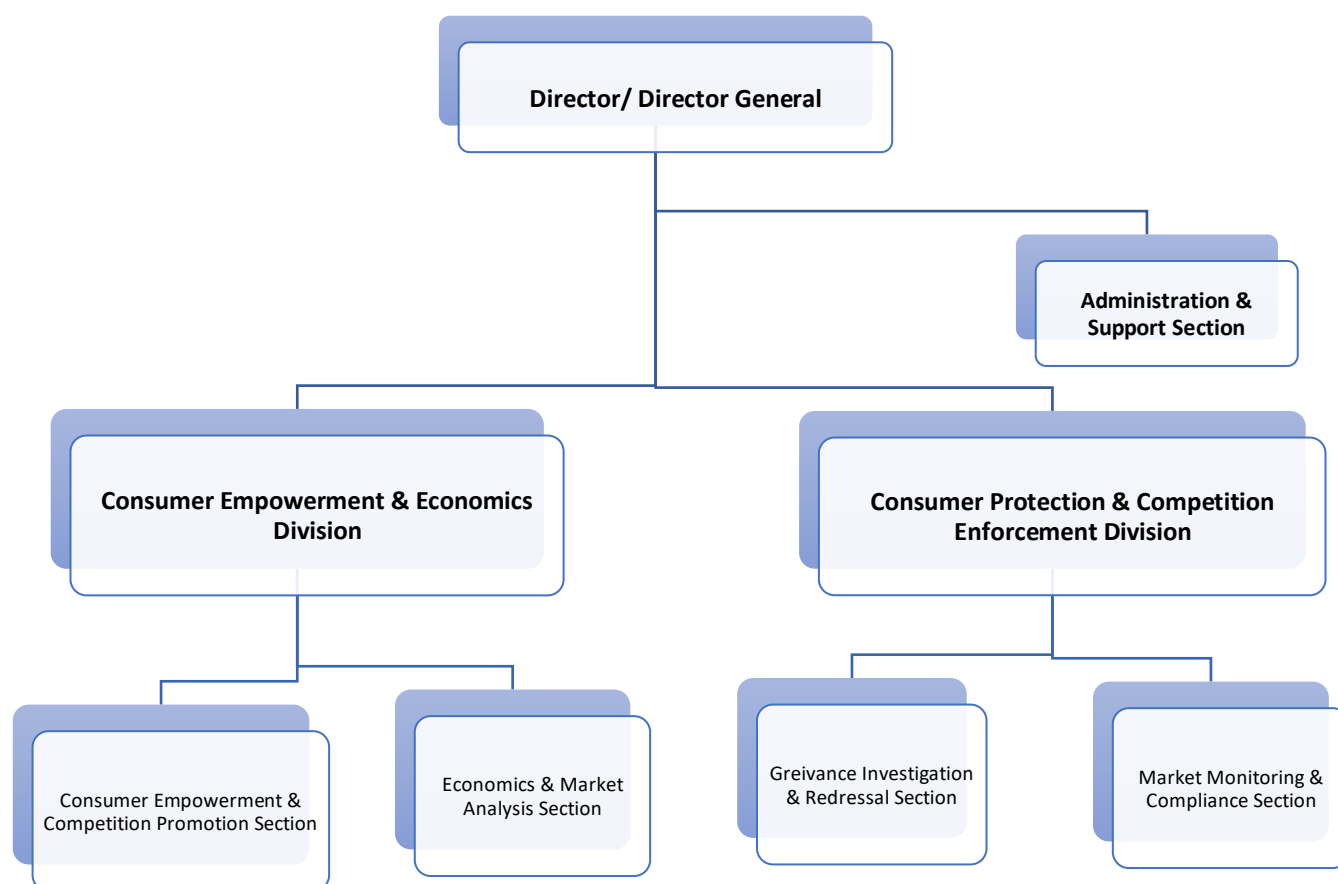 Director/ Director General
Administration &
Support Section
Consumer Empowerment & Economics
Division
Consumer Protection & Competition
Enforcement Division
Consumer Empowerment &
Competition Promotion Section
Economics & Market
Analysis Section
Greivance Investigation
& Redressal Section
Market Monitoring &
Compliance Section